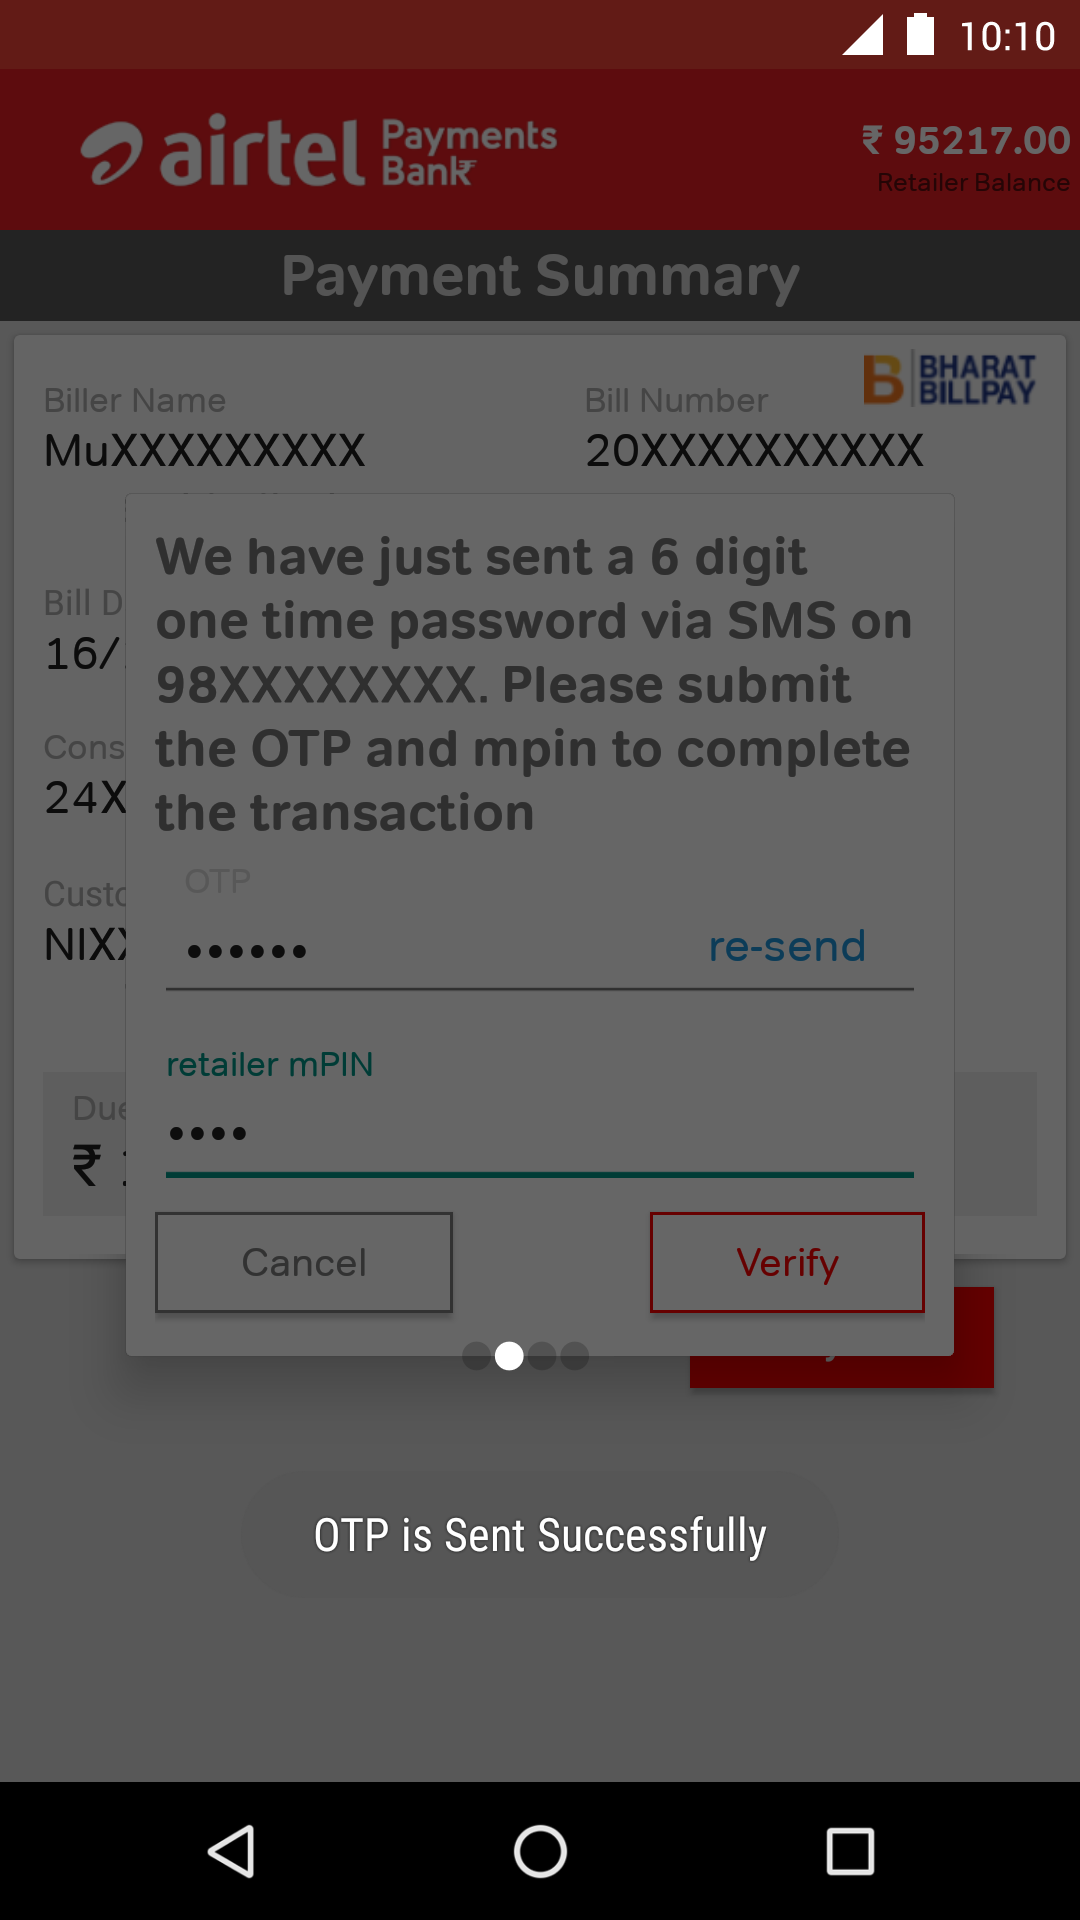 10:10
airtel Payments Bank
₹ 95217.00
Retailer Balance
Payment Summary
BHARAT
BILLPAY
Biller Name
Bill Number
MuXXXXXXXXX
20XXXXXXXXXX
We have just sent a 6 digit
one time password via SMS on
98XXXXXXXX. Please submit
the OTP and mpin to complete
the transaction
Bill D
16/
Cons
24X
Custo
NIXX
OTP
••••••
re-send
retailer mPIN
••••
Due
₹
Cancel
Verify
OTP is Sent Successfully